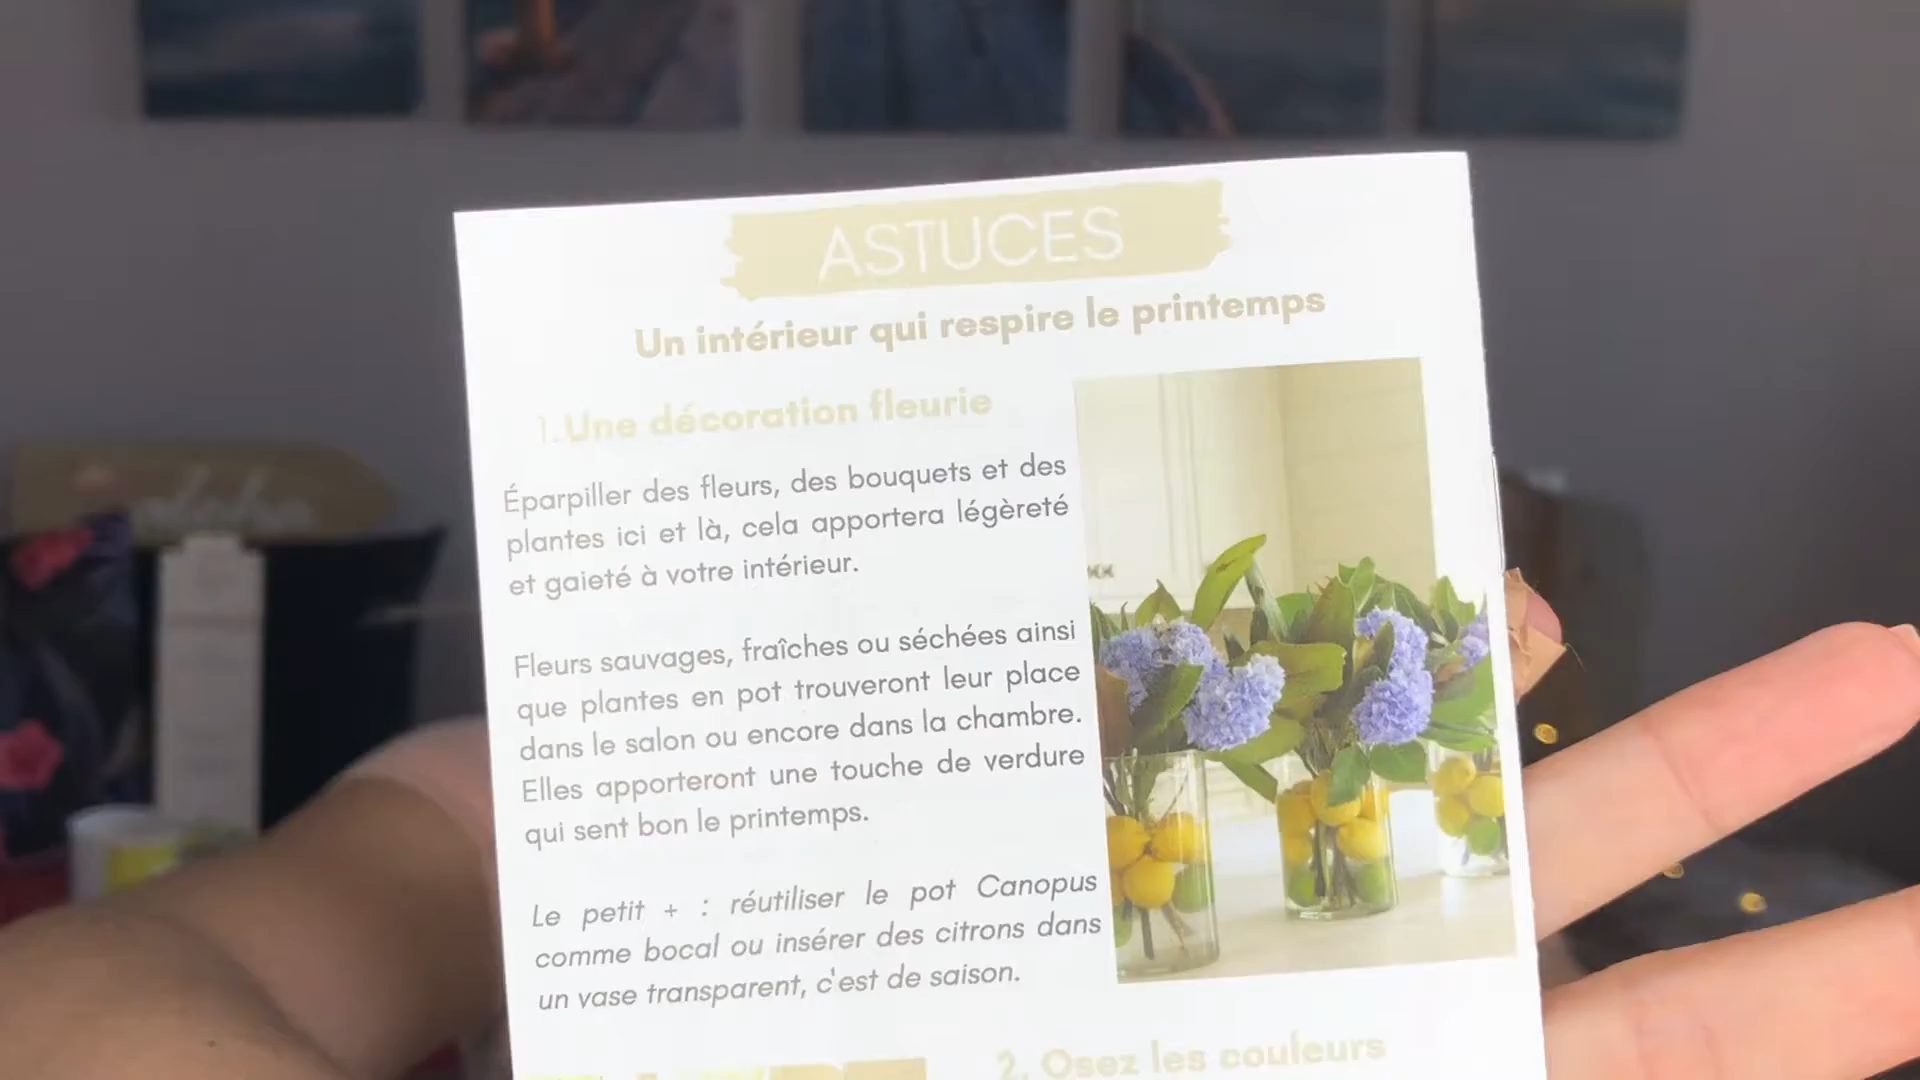 ASTUCES
Un intérieur qui respire le printemps
1.Une décoration fleurie
Éparpiller des fleurs, des bouquets et des
plantes ici et là, cela apportera légèreté
et gaieté à votre intérieur.
Fleurs sauvages, fraîches ou séchées ainsi
que plantes en pot trouveront leur place
dans le salon ou encore dans la chambre.
Elles apporteront une touche de verdure
qui sent bon le printemps.
Le petit + : réutiliser le pot Canopus
comme bocal ou insérer des citrons dans
un vase transparent, c'est de saison.
2. Osez les couleurs
aloha